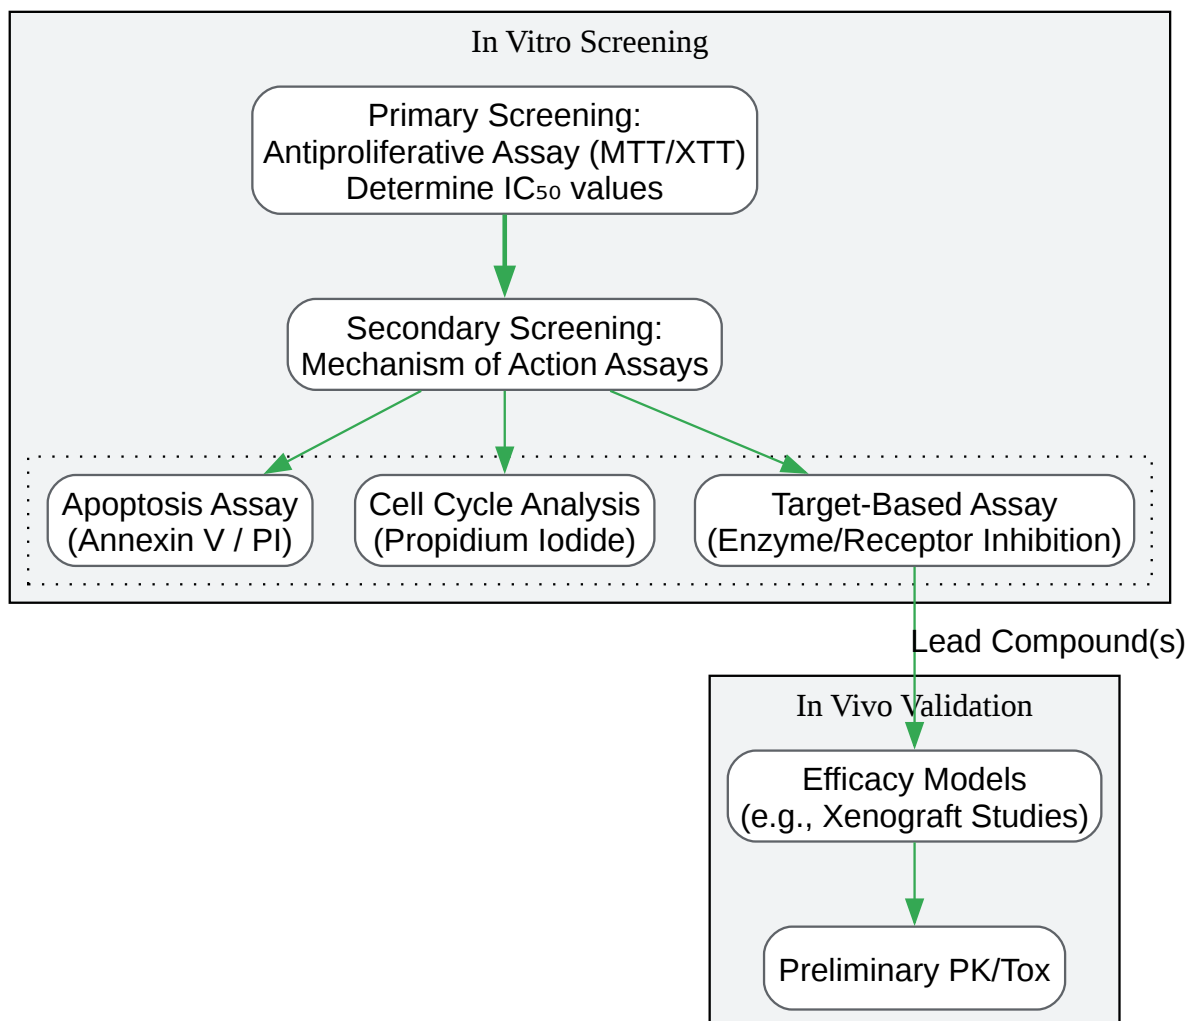 In Vitro Screening
Primary Screening:
Antiproliferative Assay (MTT/XTT)
Determine IC₅₀ values
Secondary Screening:
Mechanism of Action Assays
Apoptosis Assay
(Annexin V / PI)
Cell Cycle Analysis
(Propidium Iodide)
Target-Based Assay
(Enzyme/Receptor Inhibition)
Lead Compound(s)
In Vivo Validation
Efficacy Models
(e.g., Xenograft Studies)
Preliminary PK/Tox